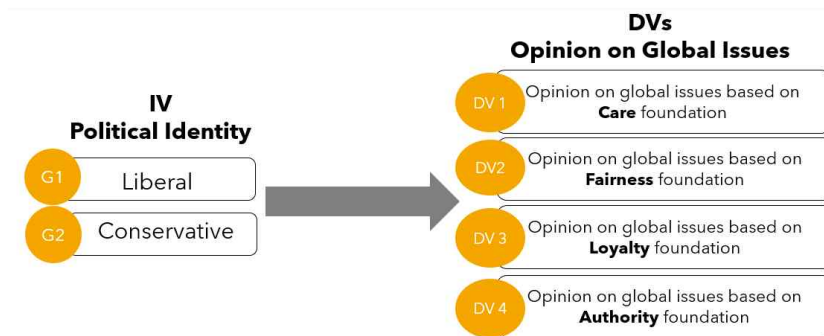 IV
Political Identity
G1
Liberal
G2
Conservative
DVs
Opinion on Global Issues
DV 1
Opinion on global issues based on
Care foundation
DV2
Opinion on global issues based on
Fairness foundation
DV 3
Opinion on global issues based on
Loyalty foundation
DV 4
Opinion on global issues based on
Authority foundation